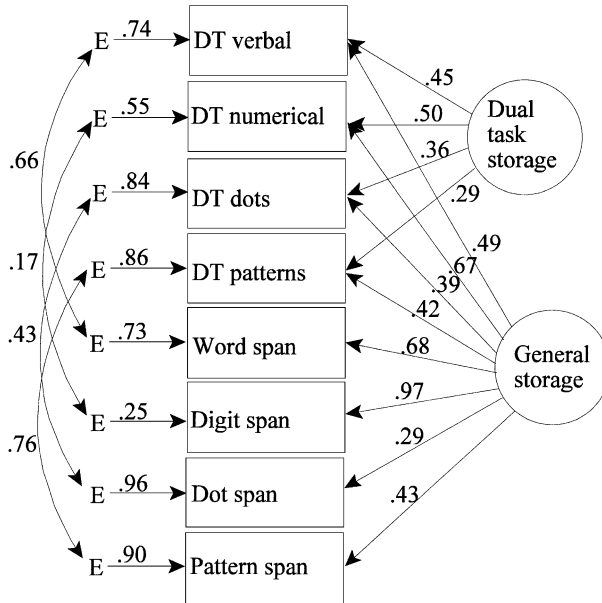 E .74 DT verbal
E .55 DT numerical
E .84 DT dots
E .86 DT patterns
E .73 Word span
E .25 Digit span
E .96 Dot span
E .90 Pattern span
.66
.17
.43
.76
.45
.50
.36
.29
Dual
task
storage
.49
.67
.39
.42
.68
.97
.29
.43
General
storage